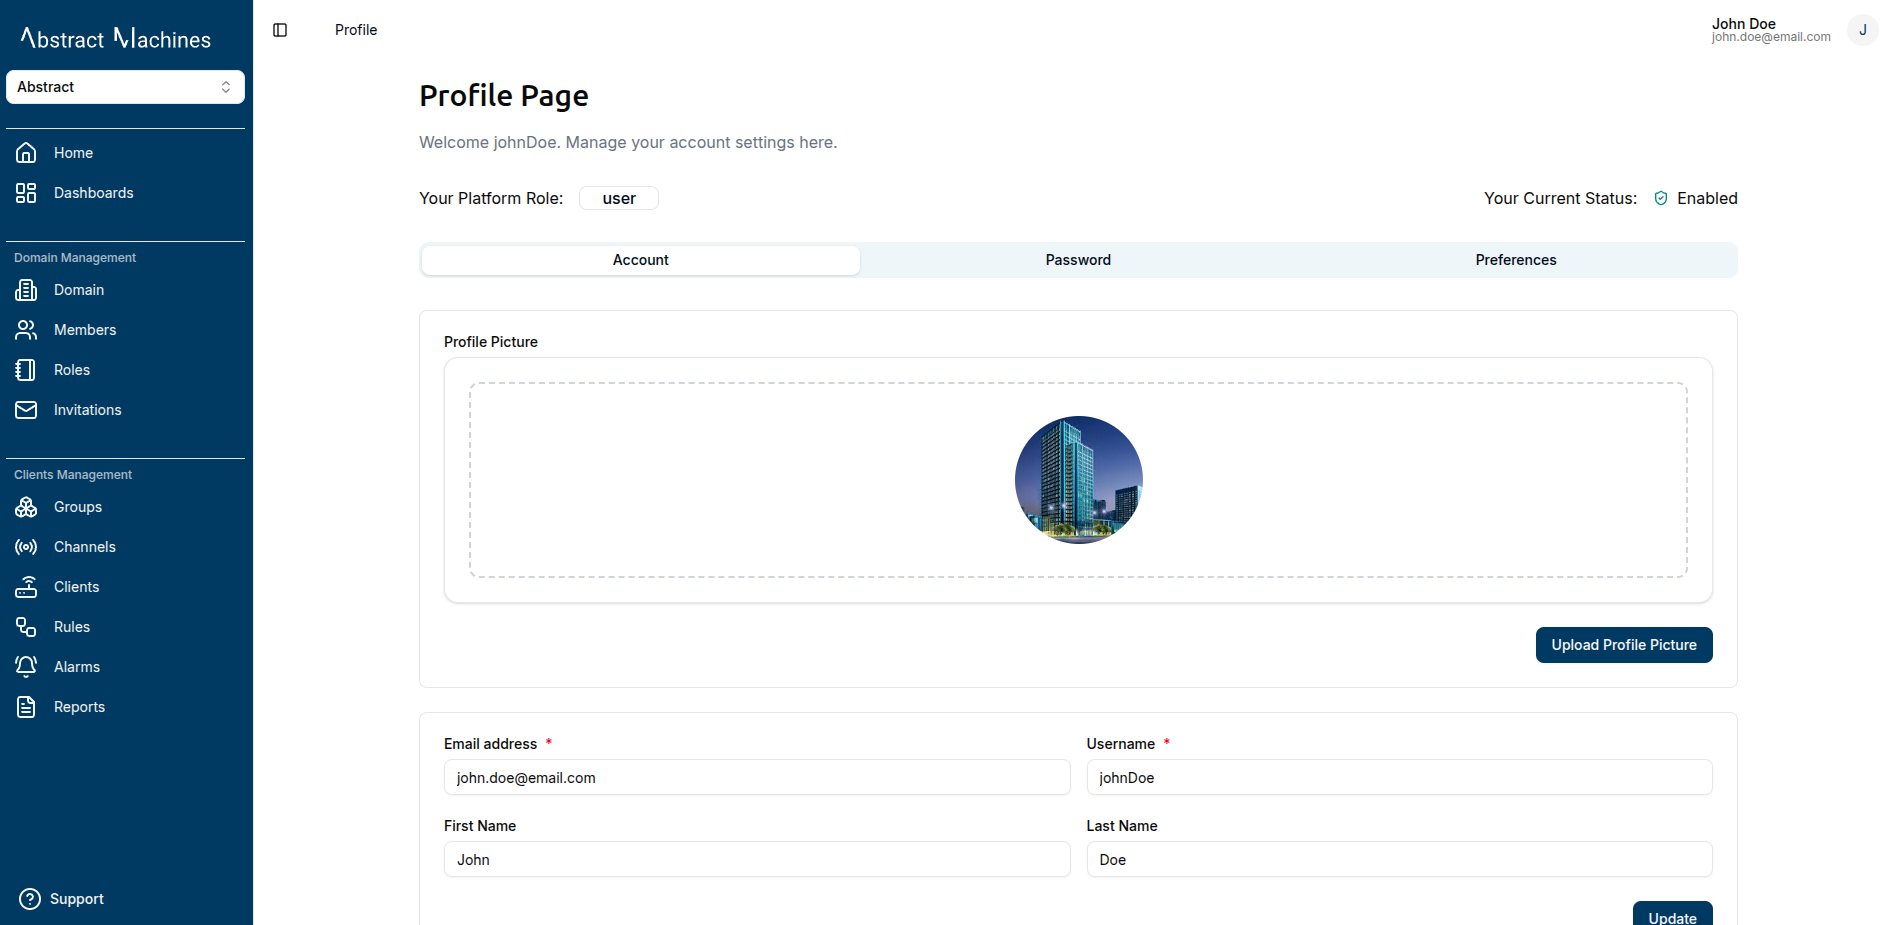 Abstract Machines
Abstract
Home
Dashboards
Domain Management
Domain
Members
Roles
Invitations
Clients Management
Groups
Channels
Clients
Rules
Alarms
Reports
Support
Profile
John Doe
john.doe@email.com
J
Profile Page
Welcome johnDoe. Manage your account settings here.
Your Platform Role: user
Your Current Status: Enabled
Account Password Preferences
Profile Picture
Upload Profile Picture
Email address *
john.doe@email.com
Username *
johnDoe
First Name
John
Last Name
Doe
Update